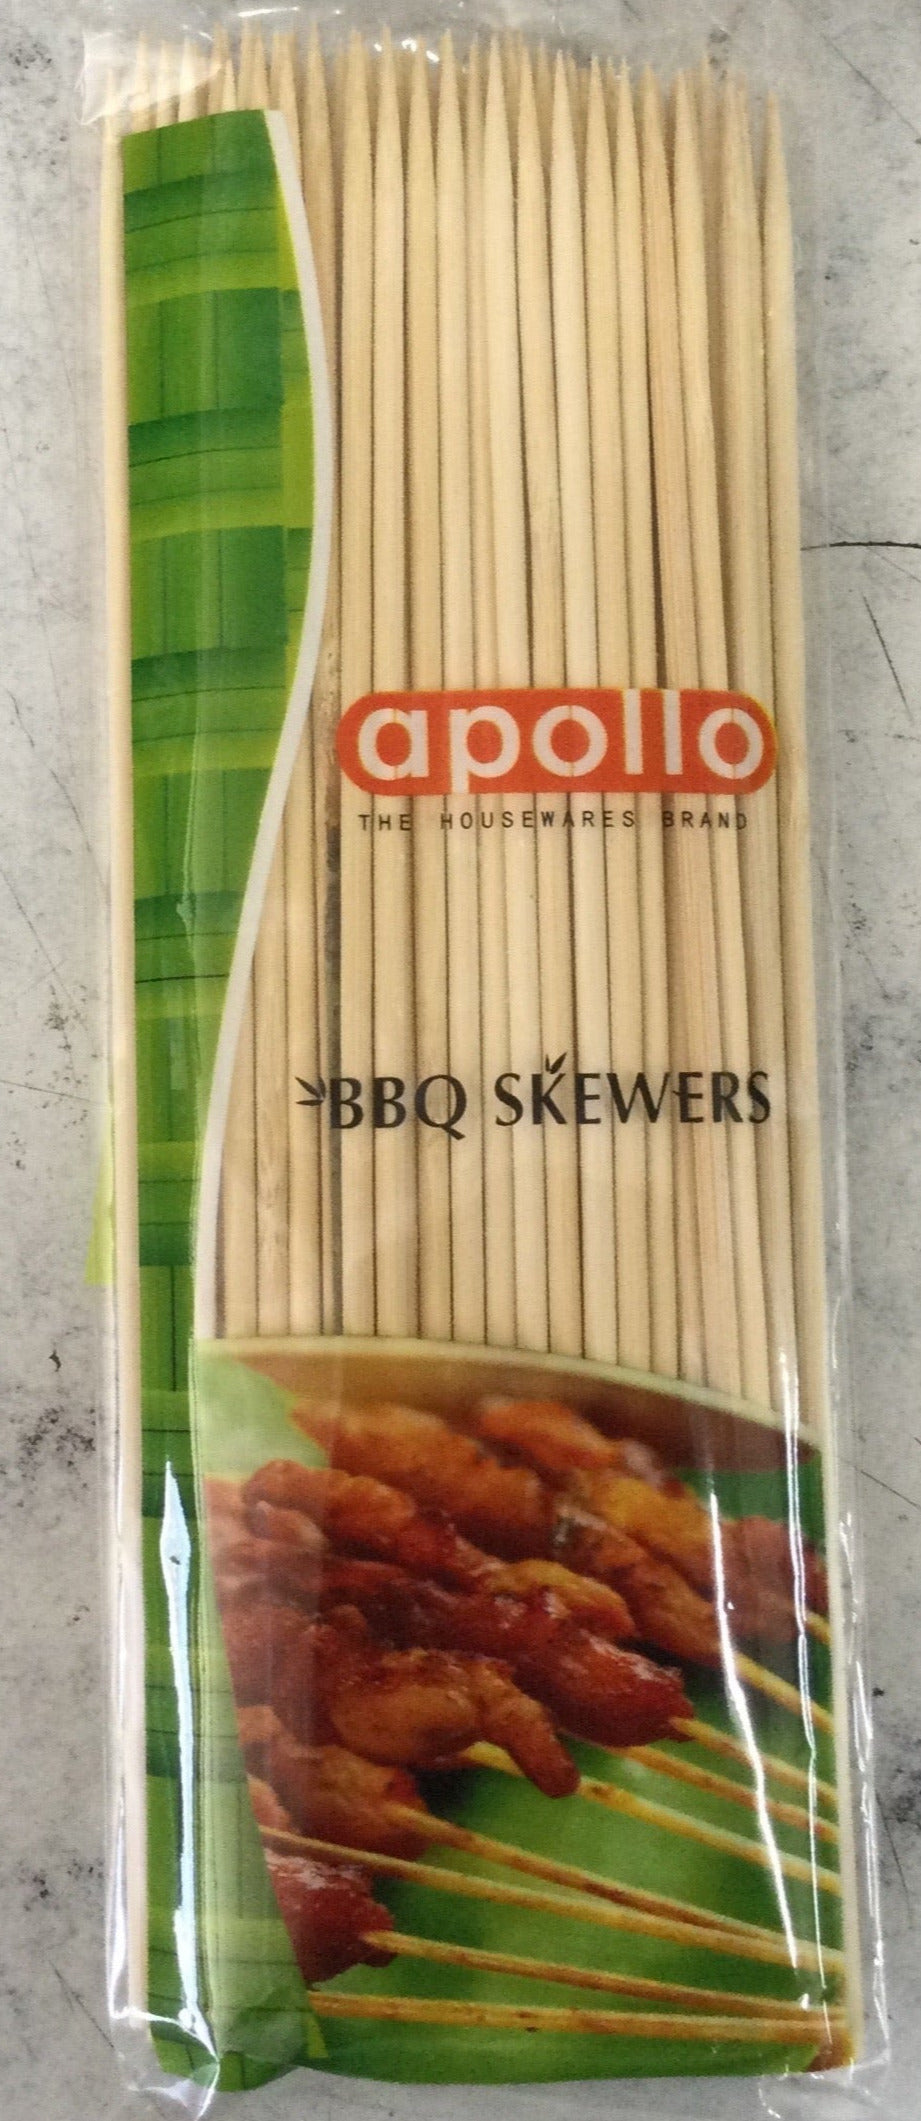 apollo
THE HOUSEWARES BRAND
BBQ SKEWERS